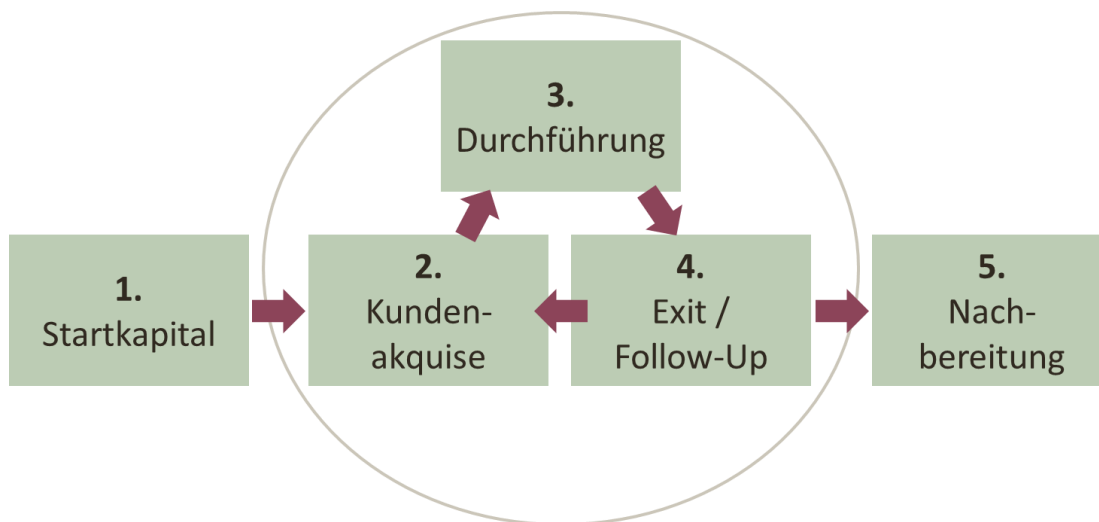 1.
Startkapital
2.
Kunden-
akquise
3.
Durchführung
4.
Exit /
Follow-Up
5.
Nach-
bereitung